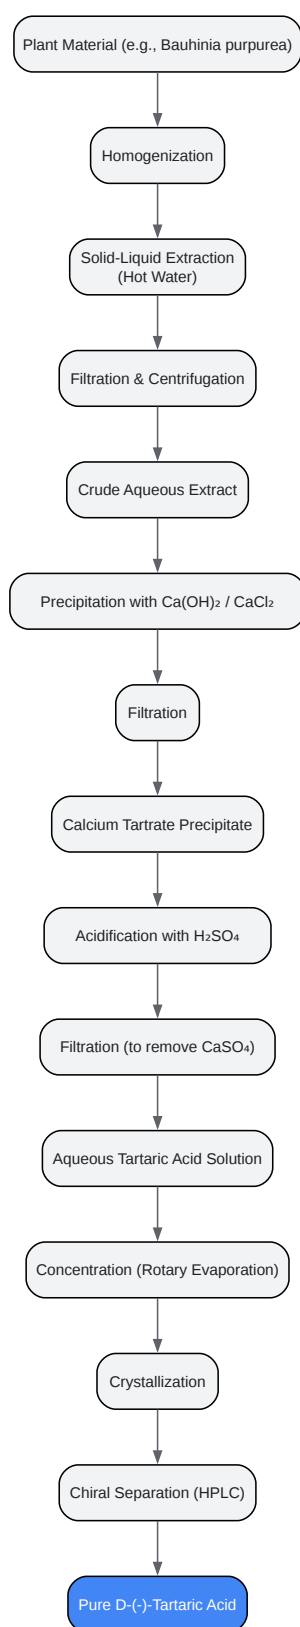 Plant Material (e.g., Bauhinia purpurea)
Homogenization
Solid-Liquid Extraction
(Hot Water)
Filtration & Centrifugation
Crude Aqueous Extract
Precipitation with Ca(OH)₂ / CaCl₂
Filtration
Calcium Tartrate Precipitate
Acidification with H₂SO₄
Filtration (to remove CaSO₄)
Aqueous Tartaric Acid Solution
Concentration (Rotary Evaporation)
Crystallization
Chiral Separation (HPLC)
Pure D-(-)-Tartaric Acid